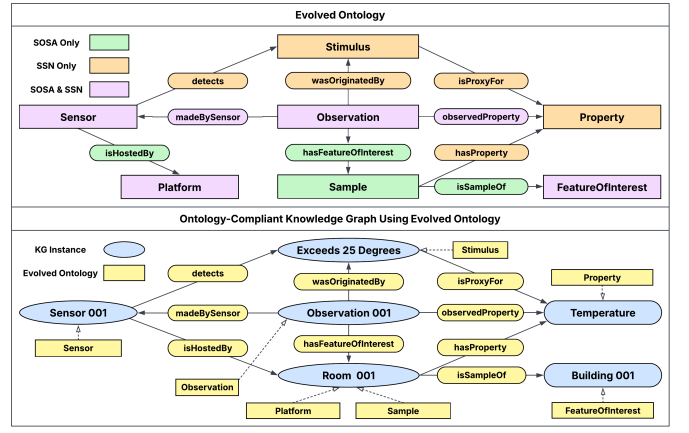 Evolved Ontology
SOSA Only
SSN Only
SOSA & SSN
Stimulus
detects
wasOriginatedBy
isProxyFor
Sensor
madeBySensor
Observation
observedProperty
Property
isHostedBy
hasFeatureOfInterest
hasProperty
Platform
Sample
isSampleOf
FeatureOfInterest
Ontology-Compliant Knowledge Graph Using Evolved Ontology
KG Instance
Evolved Ontology
Exceeds 25 Degrees
Stimulus
detects
wasOriginatedBy
isProxyFor
Property
Sensor 001
madeBySensor
Observation 001
observedProperty
Temperature
Sensor
isHostedBy
hasFeatureOfInterest
hasProperty
Observation
Room 001
isSampleOf
Building 001
Platform
Sample
FeatureOfInterest